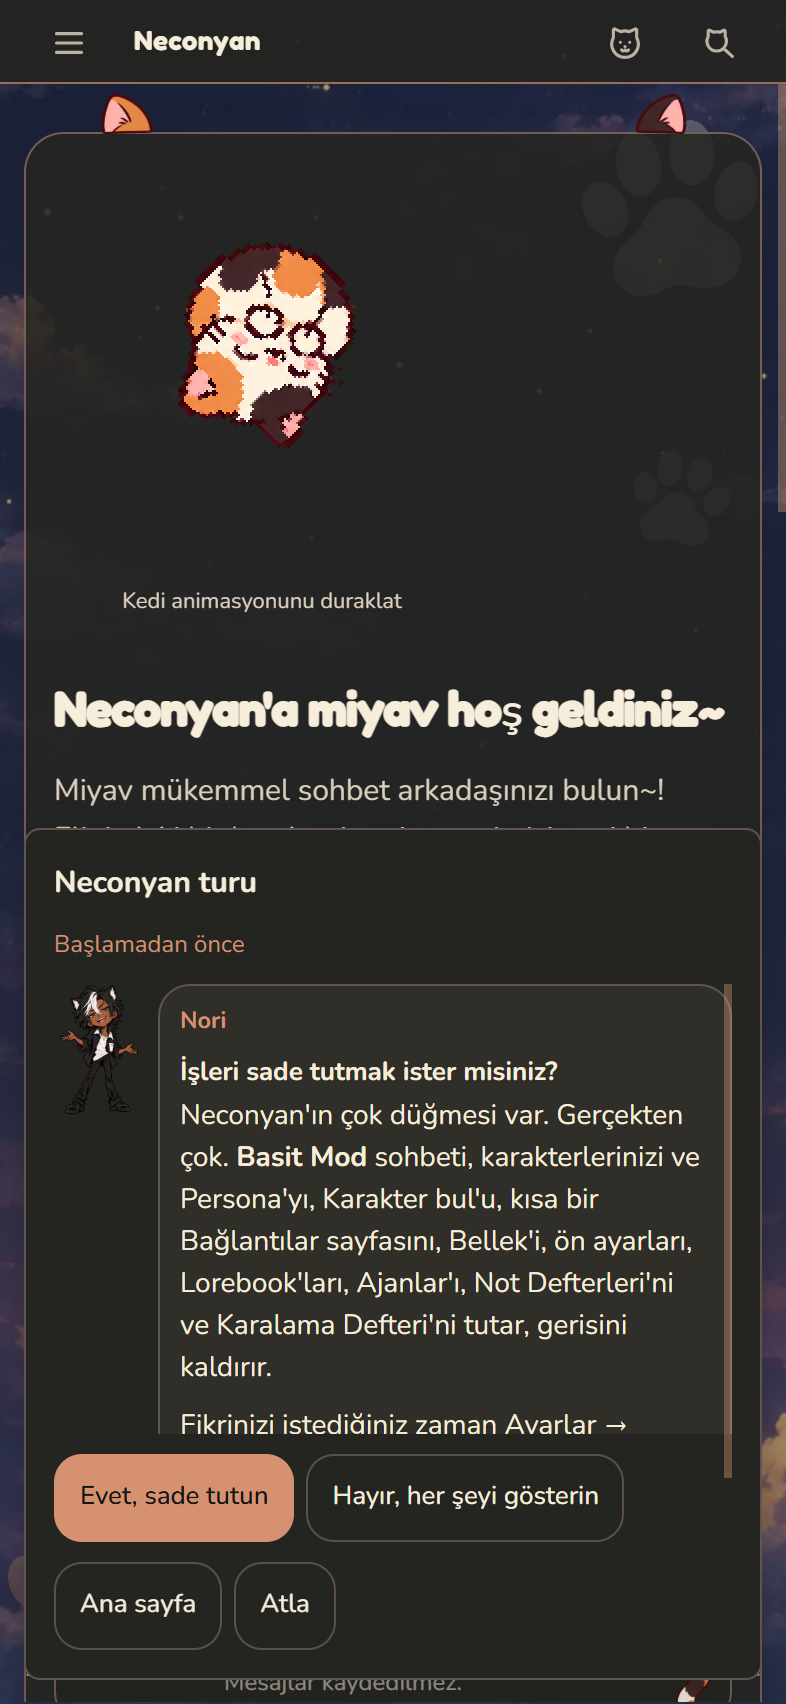 Neconyan
Kedi animasyonunu duraklat
Neconyan'a miyav hoş geldiniz~
Miyav mükemmel sohbet arkadaşınızı bulun~!
Neconyan turu
Başlamadan önce
Nori
İşleri sade tutmak ister misiniz?
Neconyan'ın çok düğmesi var. Gerçekten
çok. Basit Mod sohbeti, karakterlerinizi ve
Persona'yı, Karakter bul'u, kısa bir
Bağlantılar sayfasını, Bellek'i, ön ayarları,
Lorebook'ları, Ajanlar'ı, Not Defterleri'ni
ve Karalama Defteri'ni tutar, gerisini
kaldırır.
Fikrinizi istediğiniz zaman Ayarlar →
Evet, sade tutun
Hayır, her şeyi gösterin
Ana sayfa
Atla
Mesajlar kaydedilmez.